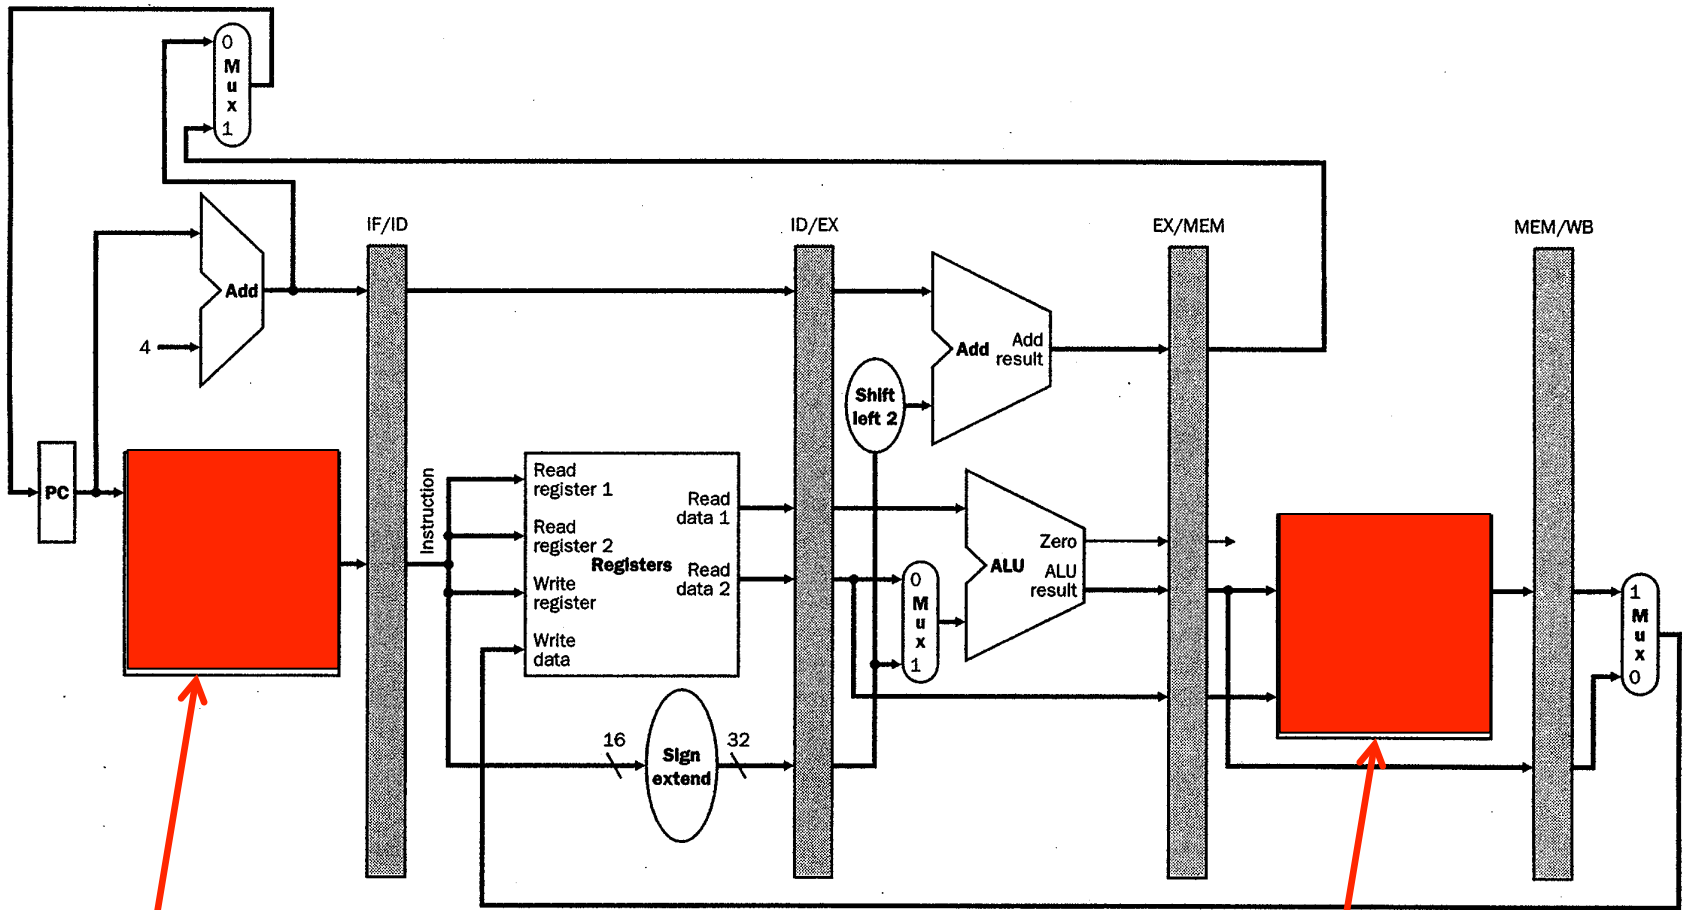 0
M
u
x
1
IF/ID
ID/EX
EX/MEM
MEM/WB
Add
4
Add
Add
result
Shift
left 2
PC
Instruction
Read
register 1
Read
register 2
Write
register
Write
data
Registers
Read
data 1
Read
data 2
0
M
u
x
1
Zero
ALU
ALU
result
1
M
u
x
0
16
Sign
extend
32